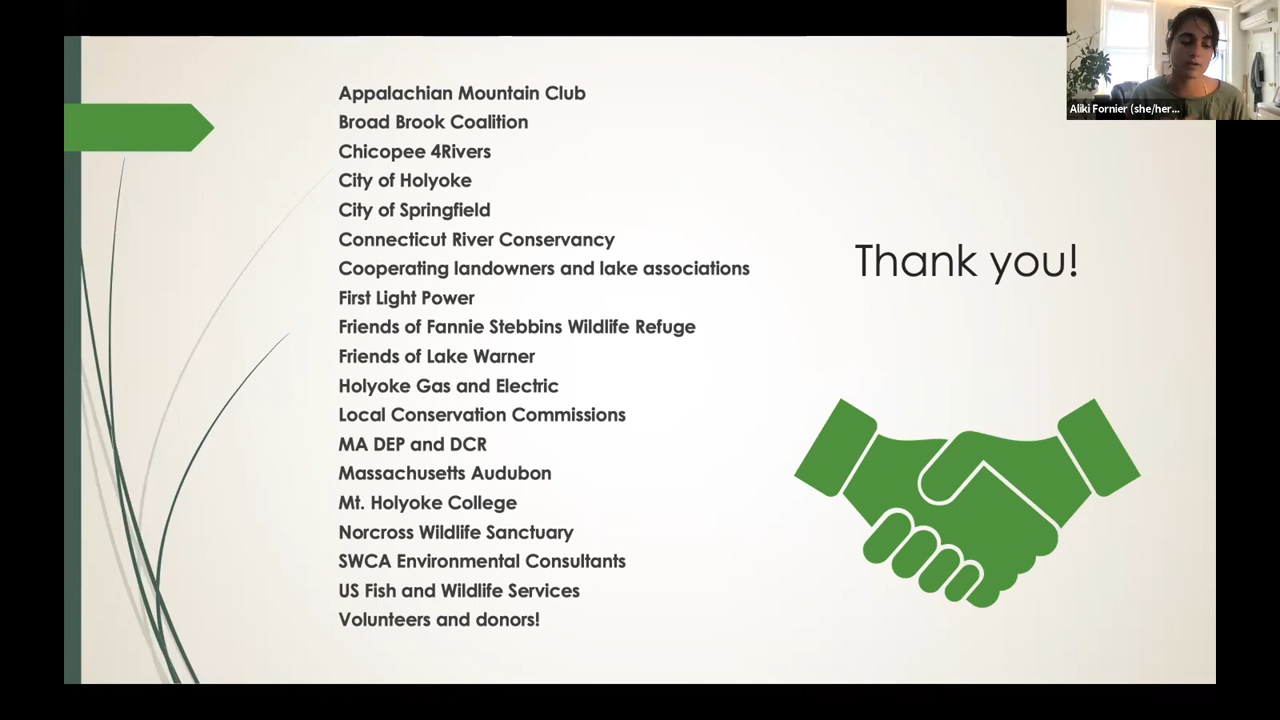 Aliki Fornier (she/her...
Appalachian Mountain Club
Broad Brook Coalition
Chicopee 4Rivers
City of Holyoke
City of Springfield
Connecticut River Conservancy
Cooperating landowners and lake associations
First Light Power
Friends of Fannie Stebbins Wildlife Refuge
Friends of Lake Warner
Holyoke Gas and Electric
Local Conservation Commissions
MA DEP and DCR
Massachusetts Audubon
Mt. Holyoke College
Norcross Wildlife Sanctuary
SWCA Environmental Consultants
US Fish and Wildlife Services
Volunteers and donors!
Thank you!